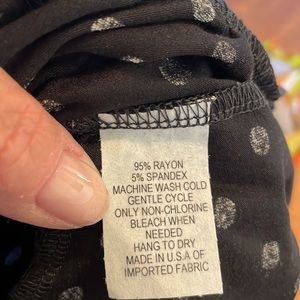 95% RAYON
5% SPANDEX
MACHINE WASH COLD
GENTLE CYCLE
ONLY NON-CHLORINE
BLEACH WHEN
NEEDED
HANG TO DRY
MADE IN U.S.A OF
IMPORTED FABRIC